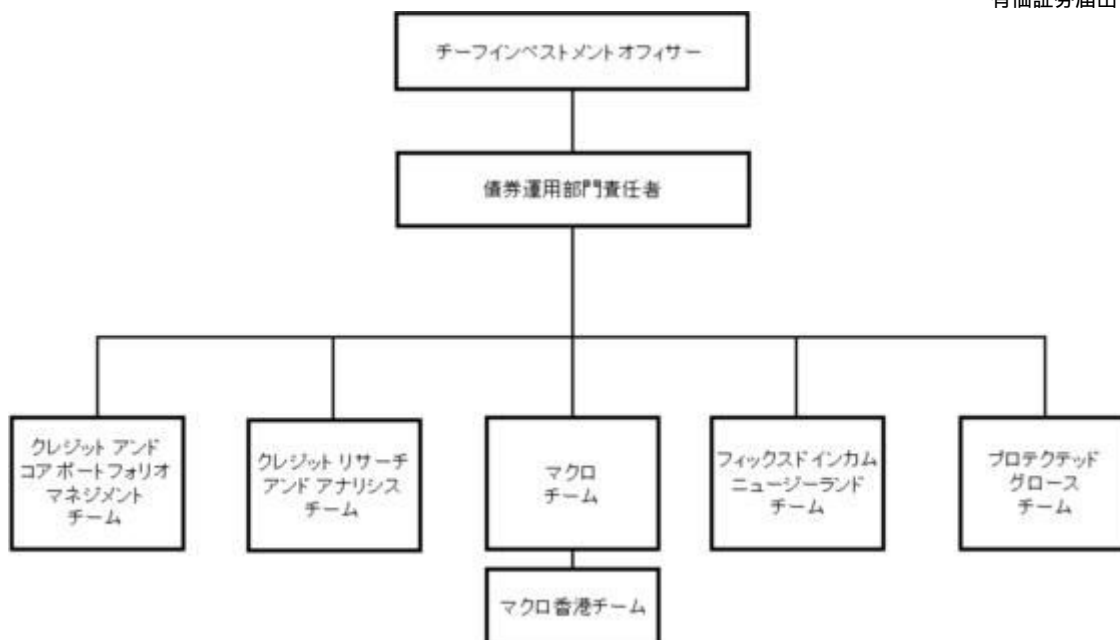 有価証券届出
チーフインベストメントオフィサー
債券運用部門責任者
クレジット アンド
コア ポートフォリオ
マネジメント
チーム
クレジット リサーチ
アンド アナリシス
チーム
マクロ
チーム
フィックスド インカム
ニュージーランド
チーム
プロテクテッド
グロース
チーム
マクロ香港チーム